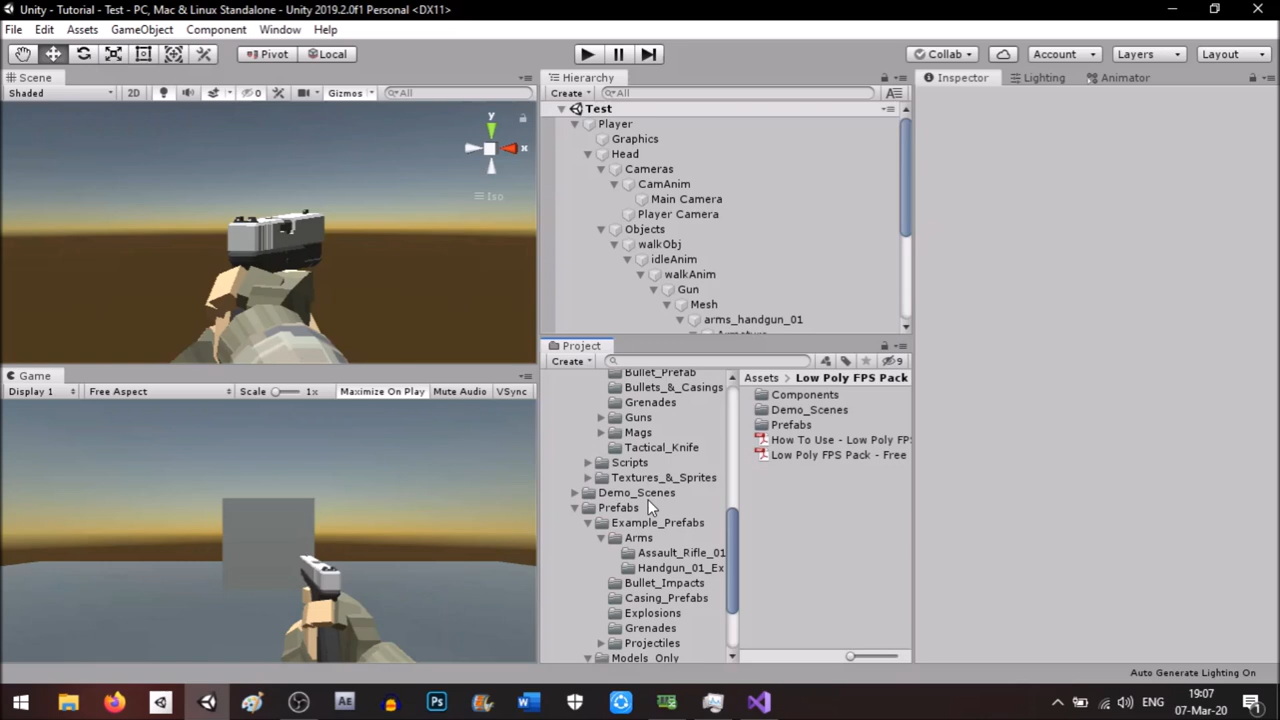 Unity - Tutorial - Test - PC, Mac & Linux Standalone - Unity 2019.2.0f1 Personal <DX11>
File Edit Assets GameObject Component Window Help
Pivot Local Collab Account Layers Layout
Scene Hierarchy Inspector Lighting Animator
Shaded 2D 0 Gizmos All Create All
Test
Player
Graphics
Head
Cameras
CamAnim
Main Camera
Player Camera
Objects
walkObj
idleAnim
walkAnim
Gun
Mesh
arms_handgun_01
y
x
Iso
Game
Display 1 Free Aspect Scale 1x Maximize On Play Mute Audio VSync
Project
Create 9
Bullet_Prefab
Bullets_&_Casings
Grenades
Guns
Mags
Tactical_Knife
Scripts
Textures_&_Sprites
Demo_Scenes
Prefabs
Example_Prefabs
Arms
Assault_Rifle_01
Handgun_01_Ex
Bullet_Impacts
Casing_Prefabs
Explosions
Grenades
Projectiles
Models_Only
Assets Low Poly FPS Pack
Components
Demo_Scenes
Prefabs
How To Use - Low Poly FP
Low Poly FPS Pack - Free
Auto Generate Lighting On
Ae Ps W
ENG
19:07
07-Mar-20
1